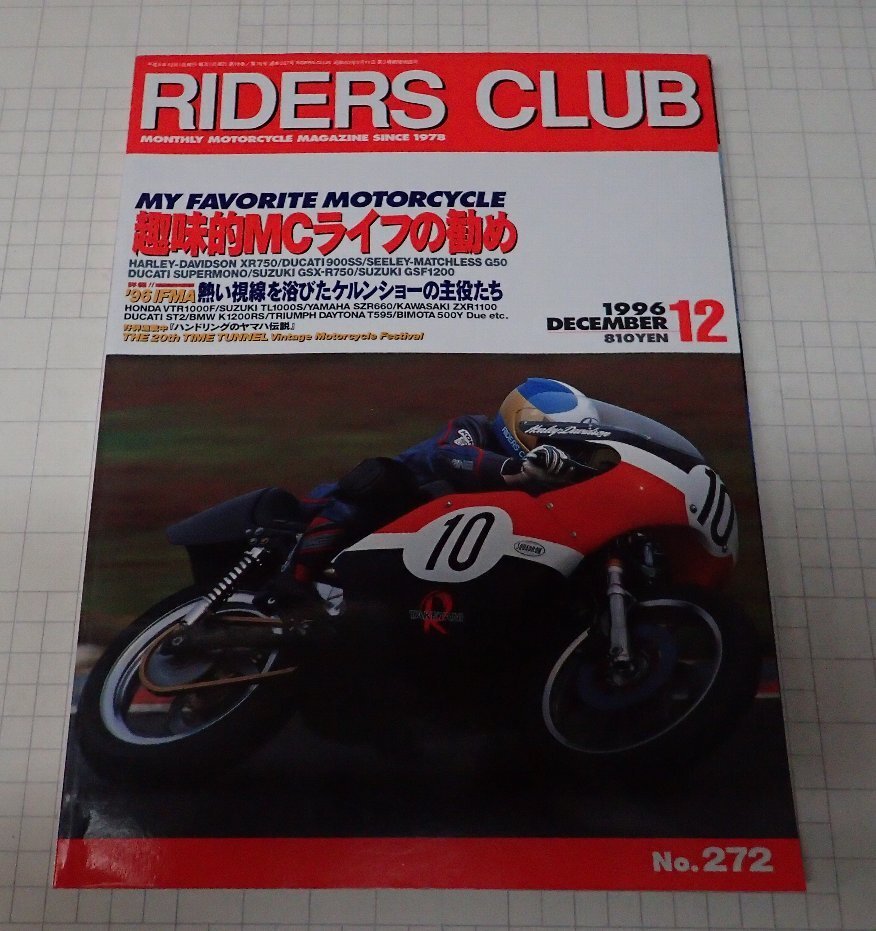 RIDERS CLUB
MONTHLY MOTORCYCLE MAGAZINE SINCE 1978
MY FAVORITE MOTORCYCLE
趣味的MCライフの勧め
HARLEY-DAVIDSON XR750/DUCATI 900SS/SEELEY-MATCHLESS G50
DUCATI SUPERMONO/SUZUKI GSX-R750/SUZUKI GSF1200
'96 IFMA 熱い視線を浴びたケルンショーの主役たち
HONDA VTR1000F/SUZUKI TL1000S/YAMAHA SZR660/KAWASAKI ZXR1100
DUCATI ST2/BMW K1200RS/TRIUMPH DAYTONA T595/BIMOTA 500Y Due etc.
『ハンドリングのヤマハ伝説』
THE 20th TIME TUNNEL Vintage Motorcycle Festival
1996
DECEMBER 12
810YEN
Harley-Davidson
RIDERS C
10
10
R
TAKETANI
No.272